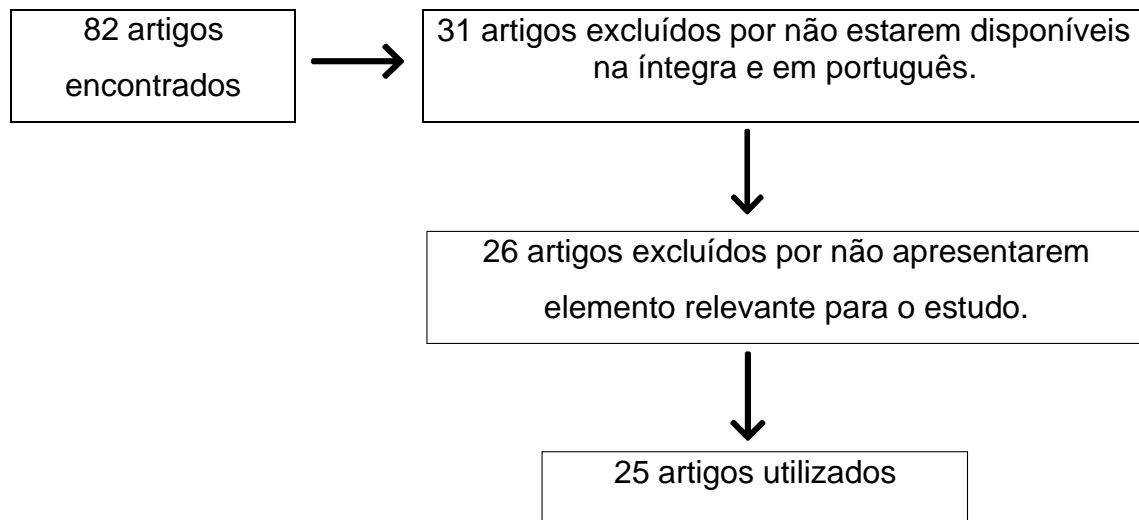 82 artigos
encontrados
31 artigos excluídos por não estarem disponíveis
na íntegra e em português.
26 artigos excluídos por não apresentarem
elemento relevante para o estudo.
25 artigos utilizados